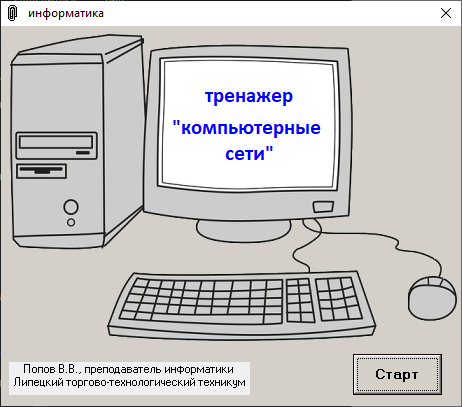 информатика
тренажер
"компьютерные
сети"
Попов В.В., преподаватель информатики
Липецкий торгово-технологический техникум
Старт